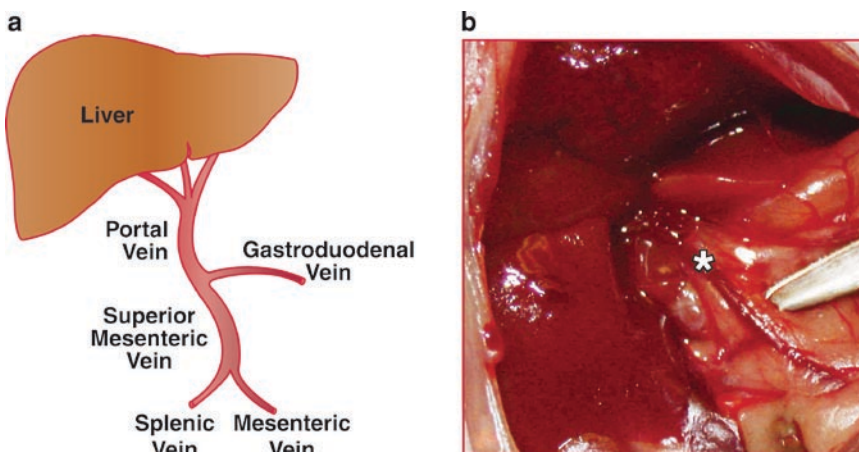 a
Liver
Portal
Vein
Gastroduodenal
Vein
Superior
Mesenteric
Vein
Splenic
Vein
Mesenteric
Vein
b
*